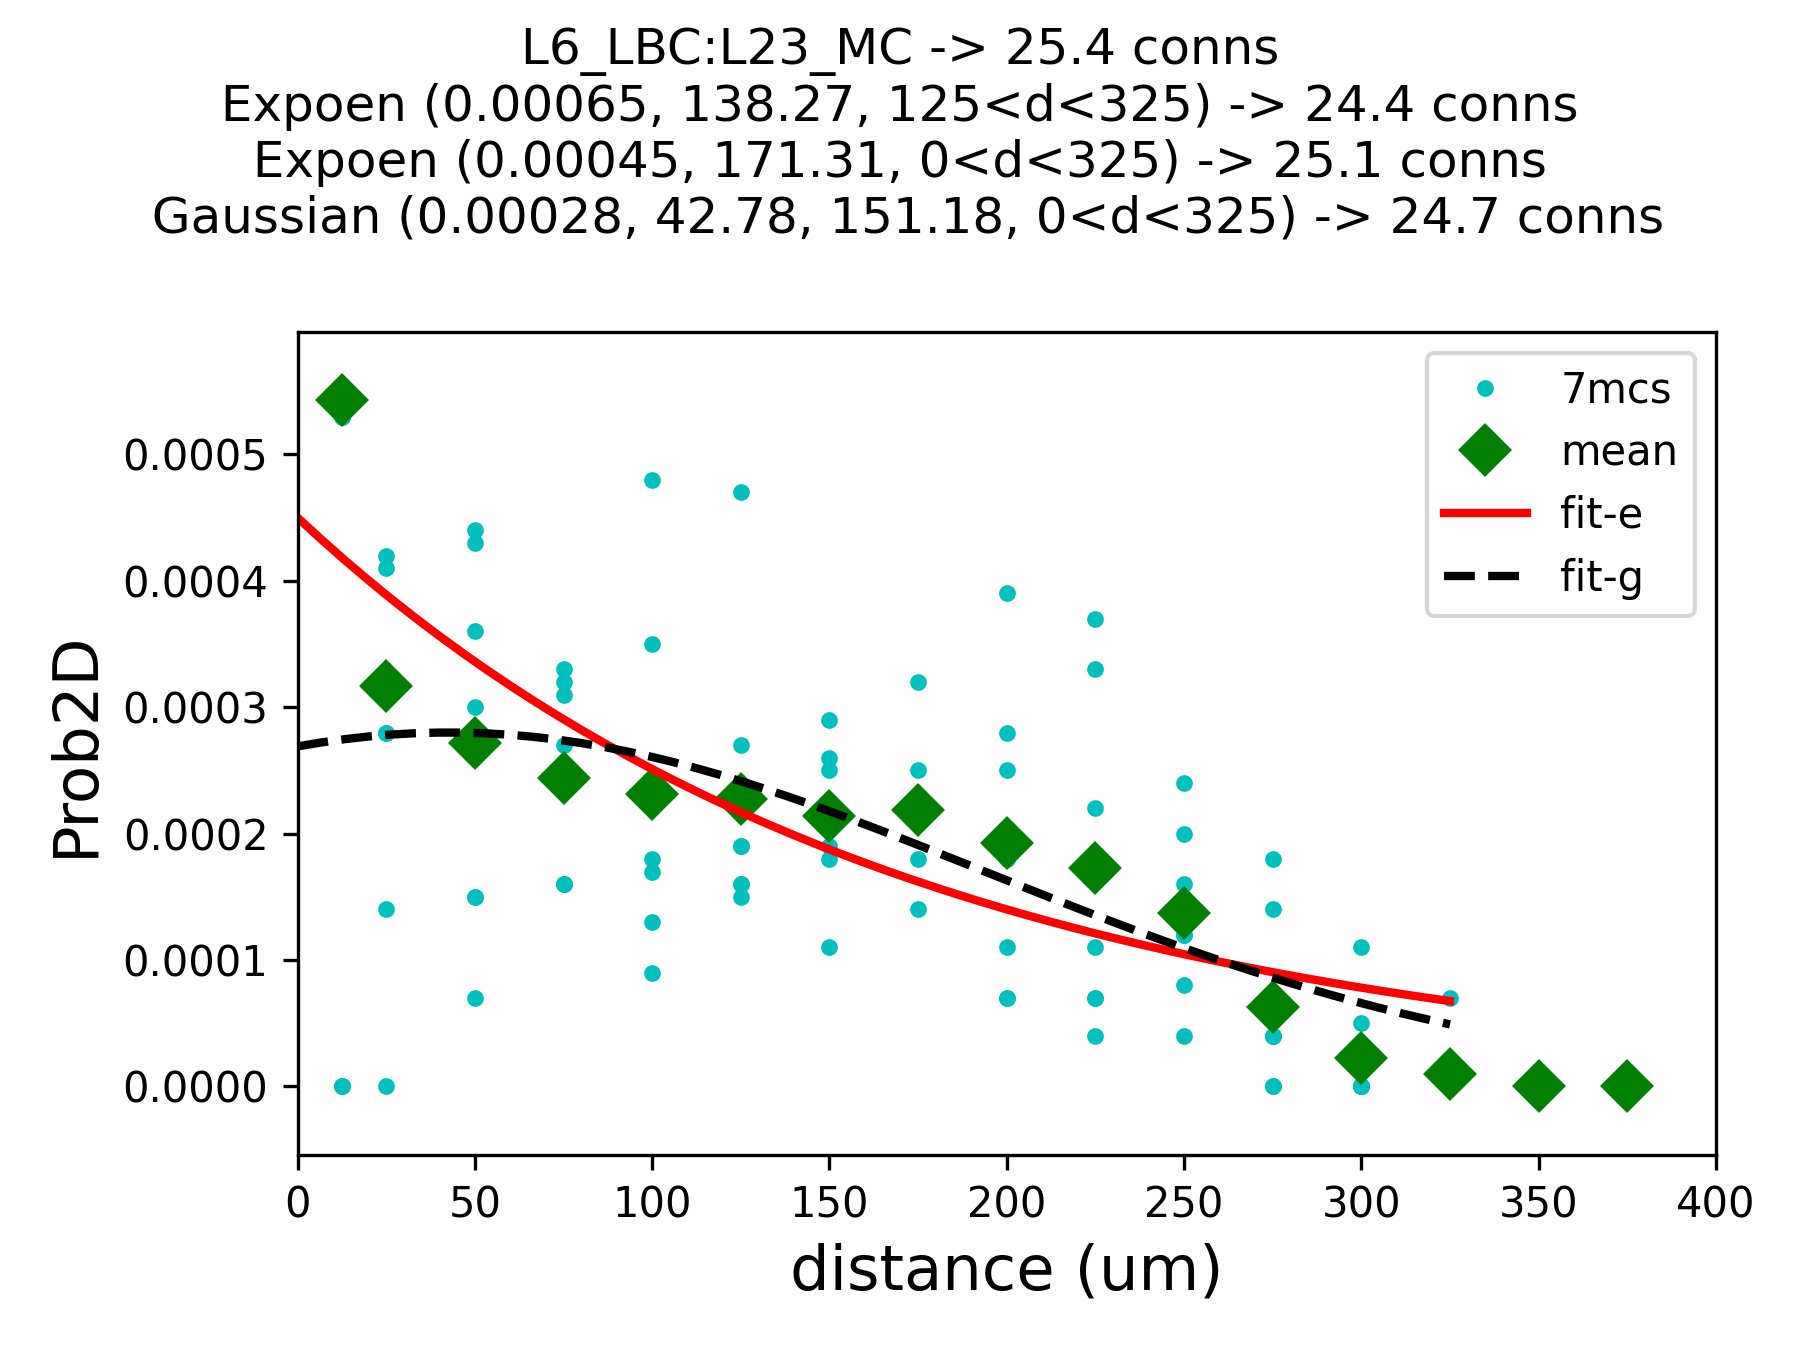 L6_LBC:L23_MC -> 25.4 conns
Expoen (0.00065, 138.27, 125<d<325) -> 24.4 conns
Expoen (0.00045, 171.31, 0<d<325) -> 25.1 conns
Gaussian (0.00028, 42.78, 151.18, 0<d<325) -> 24.7 conns
7mcs
mean
fit-e
fit-g
Prob2D
0.0005
0.0004
0.0003
0.0002
0.0001
0.0000
0 50 100 150 200 250 300 350 400
distance (um)